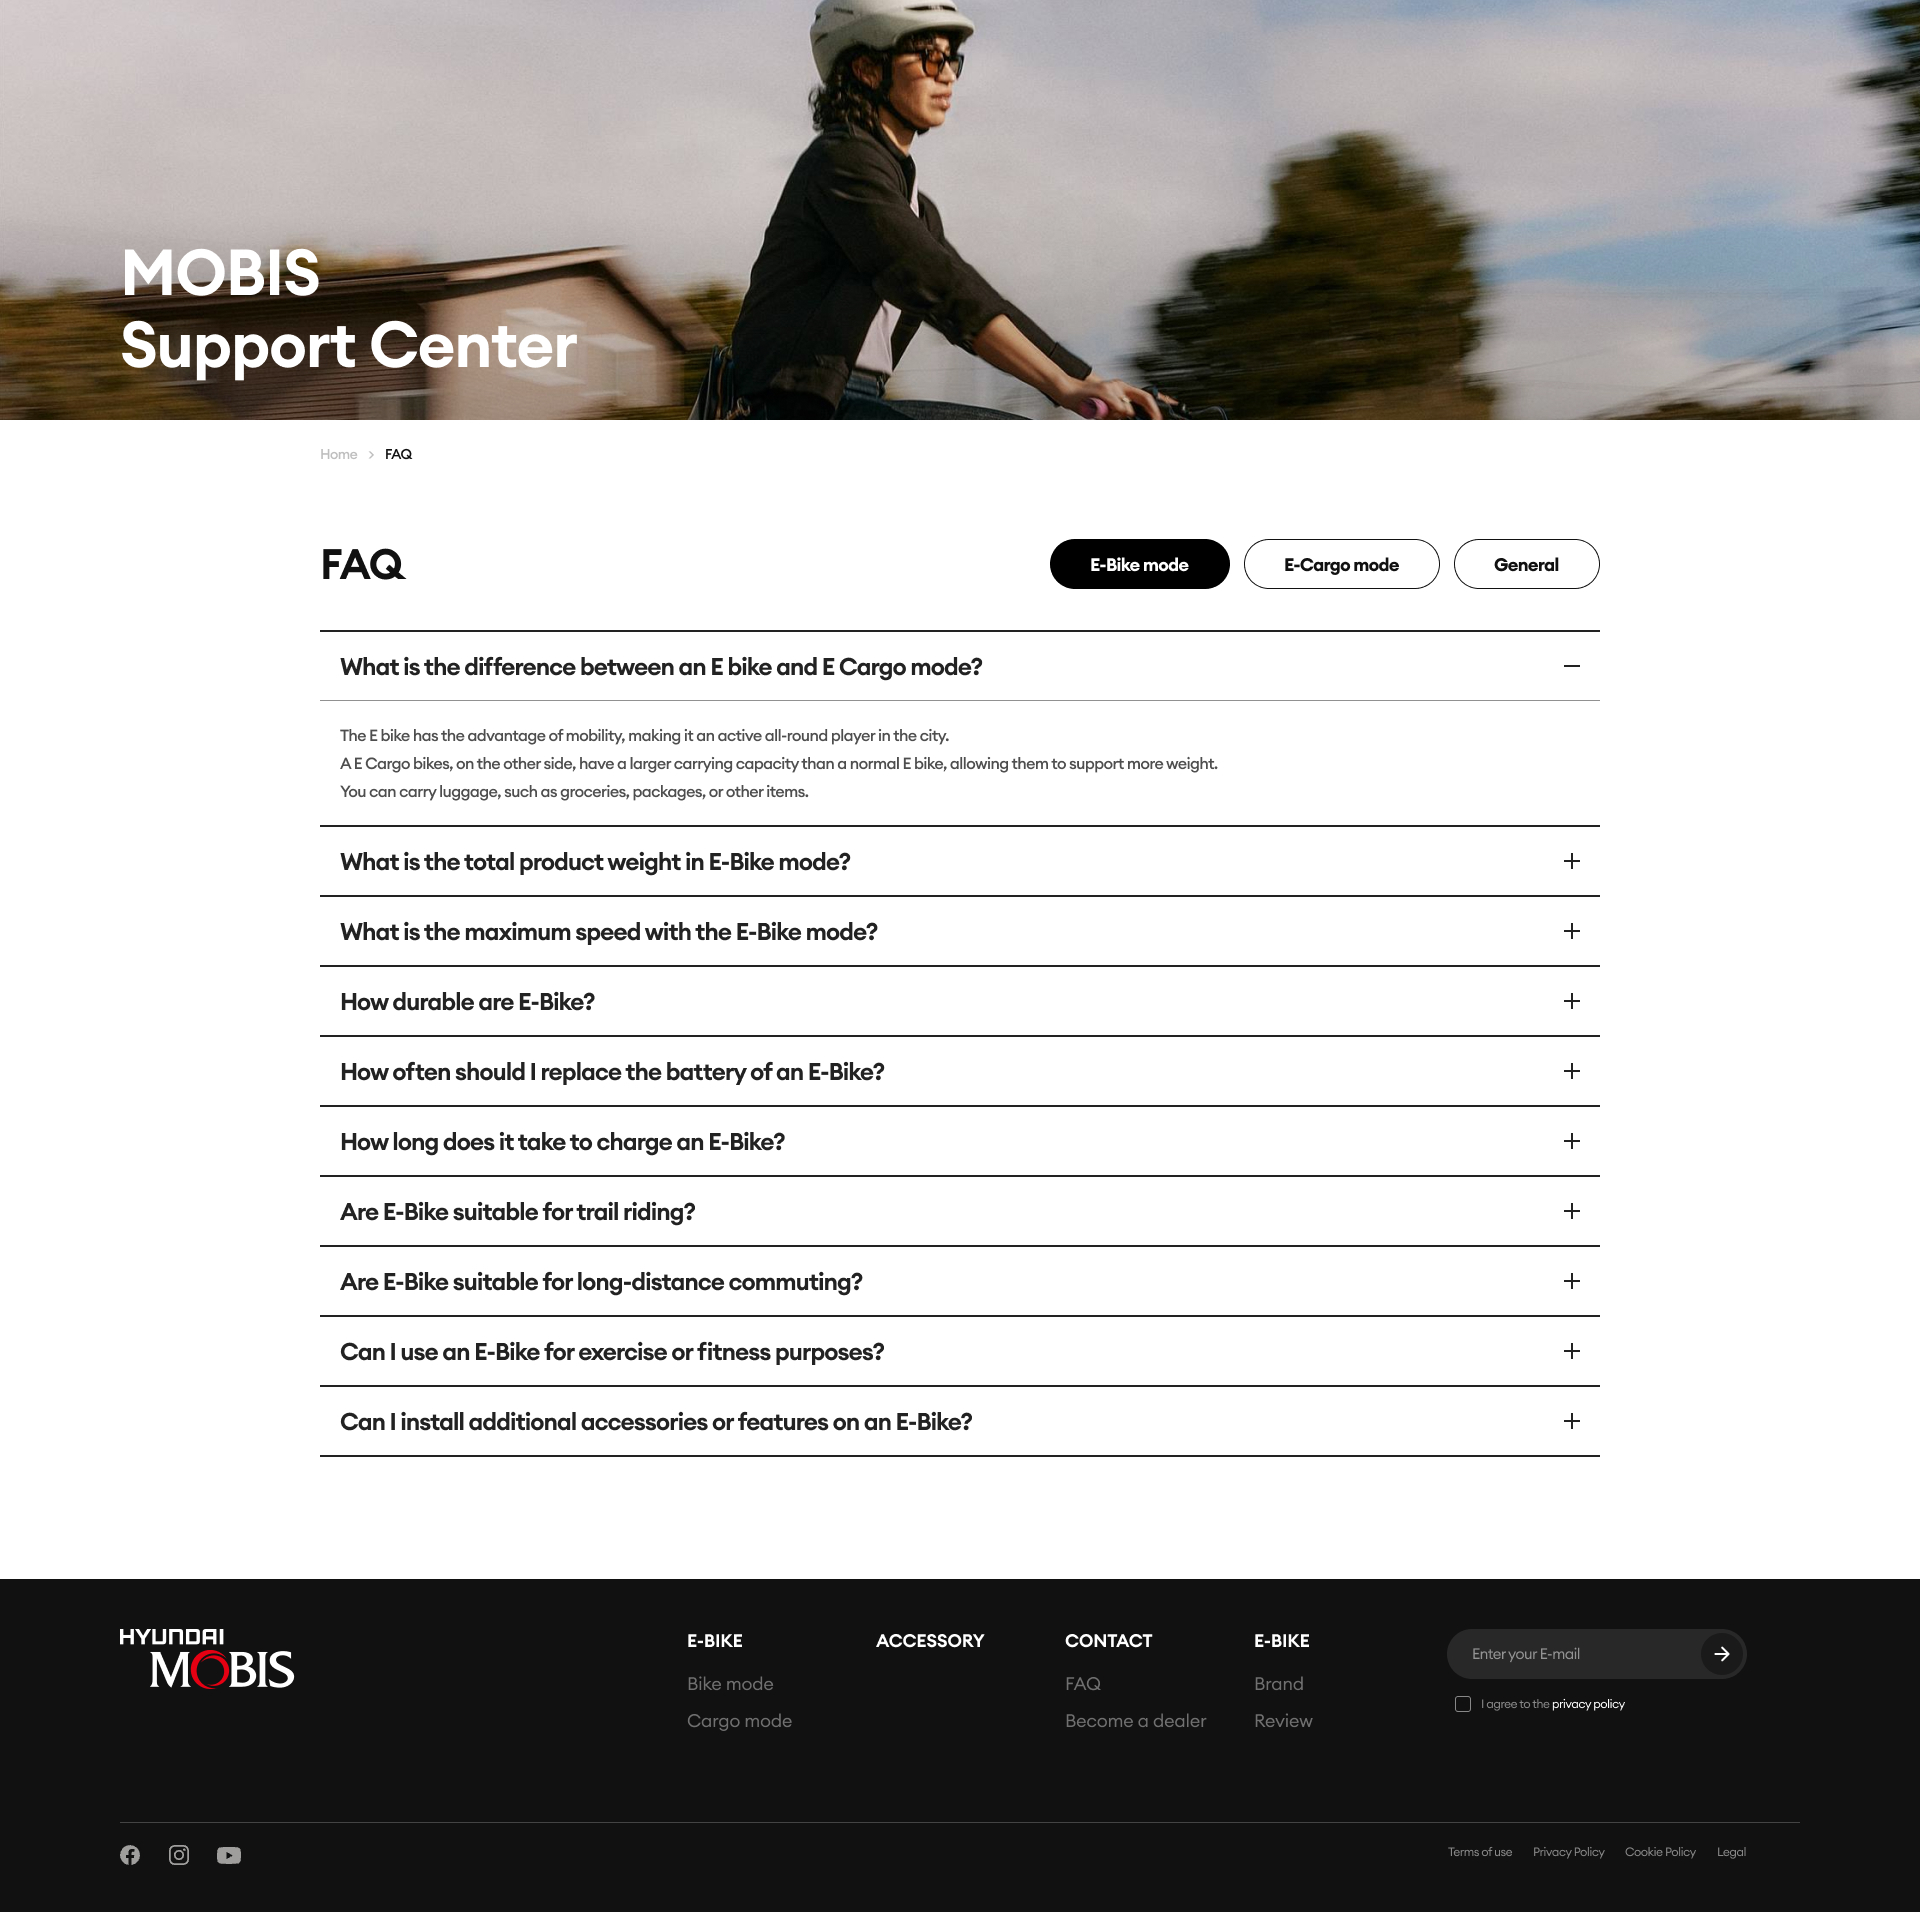 MOBIS
Support Center
Home > FAQ
FAQ
E-Bike mode
E-Cargo mode
General
What is the difference between an E bike and E Cargo mode?
The E bike has the advantage of mobility, making it an active all-round player in the city.
A E Cargo bikes, on the other side, have a larger carrying capacity than a normal E bike, allowing them to support more weight.
You can carry luggage, such as groceries, packages, or other items.
What is the total product weight in E-Bike mode?
What is the maximum speed with the E-Bike mode?
How durable are E-Bike?
How often should I replace the battery of an E-Bike?
How long does it take to charge an E-Bike?
Are E-Bike suitable for trail riding?
Are E-Bike suitable for long-distance commuting?
Can I use an E-Bike for exercise or fitness purposes?
Can I install additional accessories or features on an E-Bike?
HYUNDAI
MOBIS
E-BIKE
Bike mode
Cargo mode
ACCESSORY
CONTACT
FAQ
Become a dealer
E-BIKE
Brand
Review
Enter your E-mail
I agree to the privacy policy
Terms of use
Privacy Policy
Cookie Policy
Legal